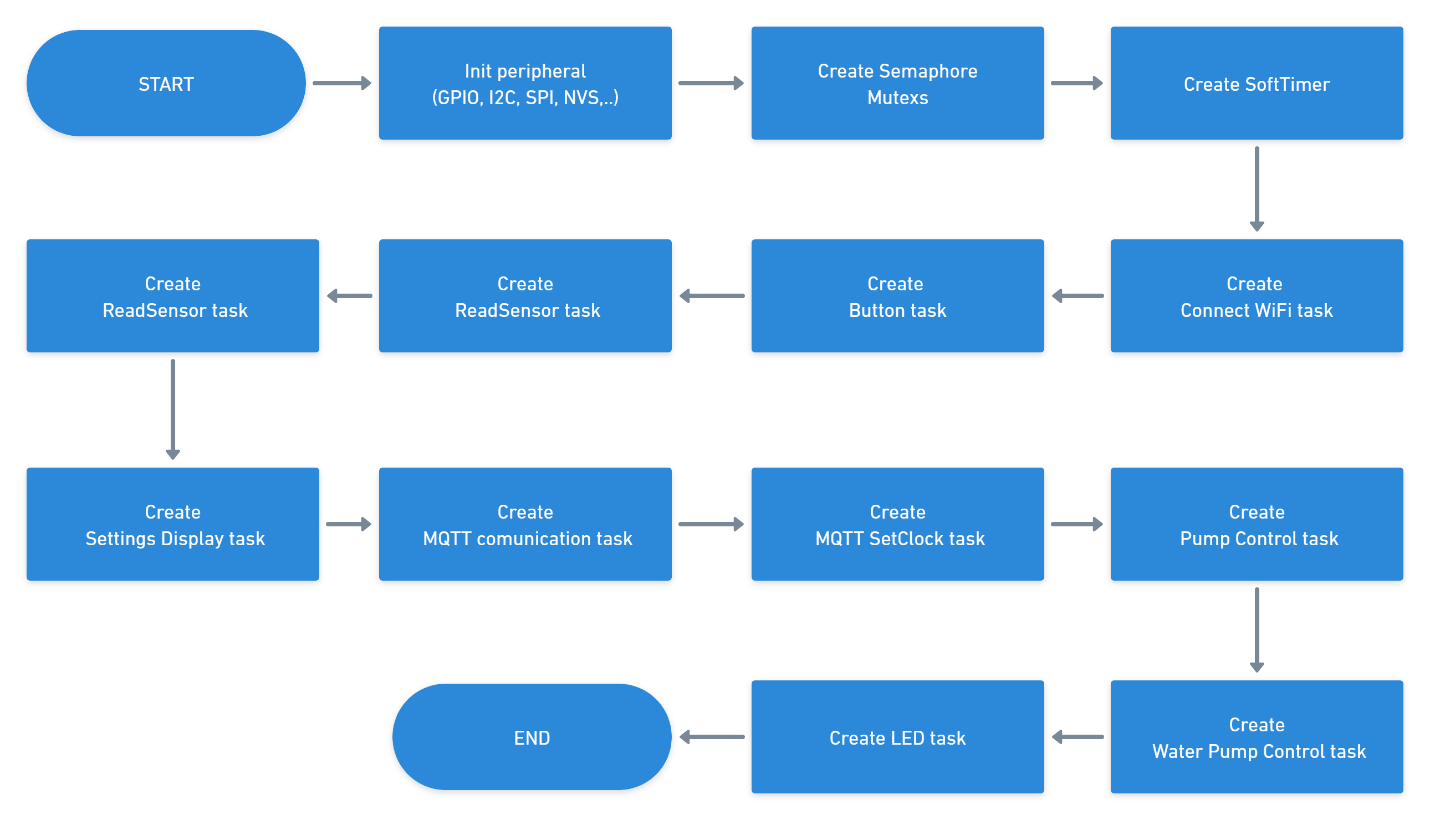 START
Init peripheral
(GPIO, I2C, SPI, NVS,..)
Create Semaphore
Mutexs
Create SoftTimer
Create
Connect WiFi task
Create
Button task
Create
ReadSensor task
Create
ReadSensor task
Create
Settings Display task
Create
MQTT comunication task
Create
MQTT SetClock task
Create
Pump Control task
Create
Water Pump Control task
Create LED task
END